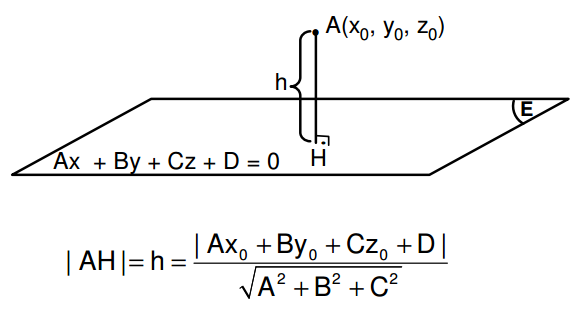 A(x₀, y₀, z₀)
h
E
Ax + By + Cz + D = 0
H
| AH |= h = | Ax₀ + By₀ + Cz₀ + D | / √A² + B² + C²